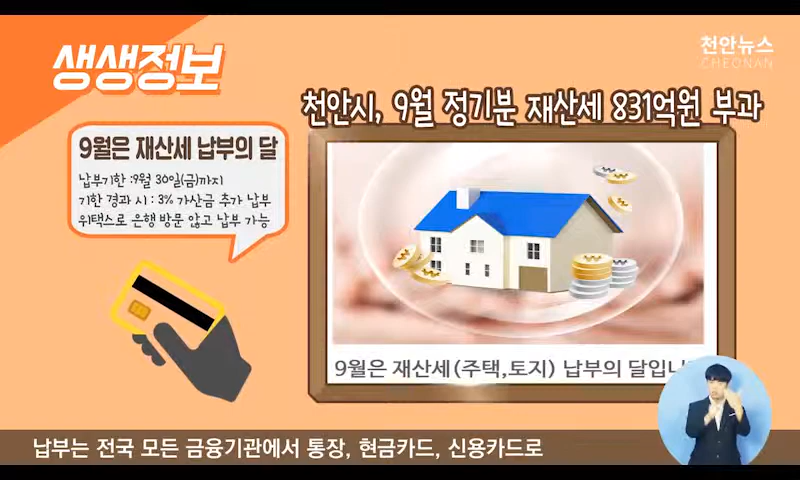 생생정보
천안뉴스
CHEONAN
천안시, 9월 정기분 재산세 831억원 부과
9월은 재산세 납부의 달
납부기한 :9월 30일(금)까지
기한 경과 시 : 3% 가산금 추가 납부
위택스로 은행 방문 않고 납부 가능
9월은 재산세(주택,토지) 납부의 달입니
납부는 전국 모든 금융기관에서 통장, 현금카드, 신용카드로